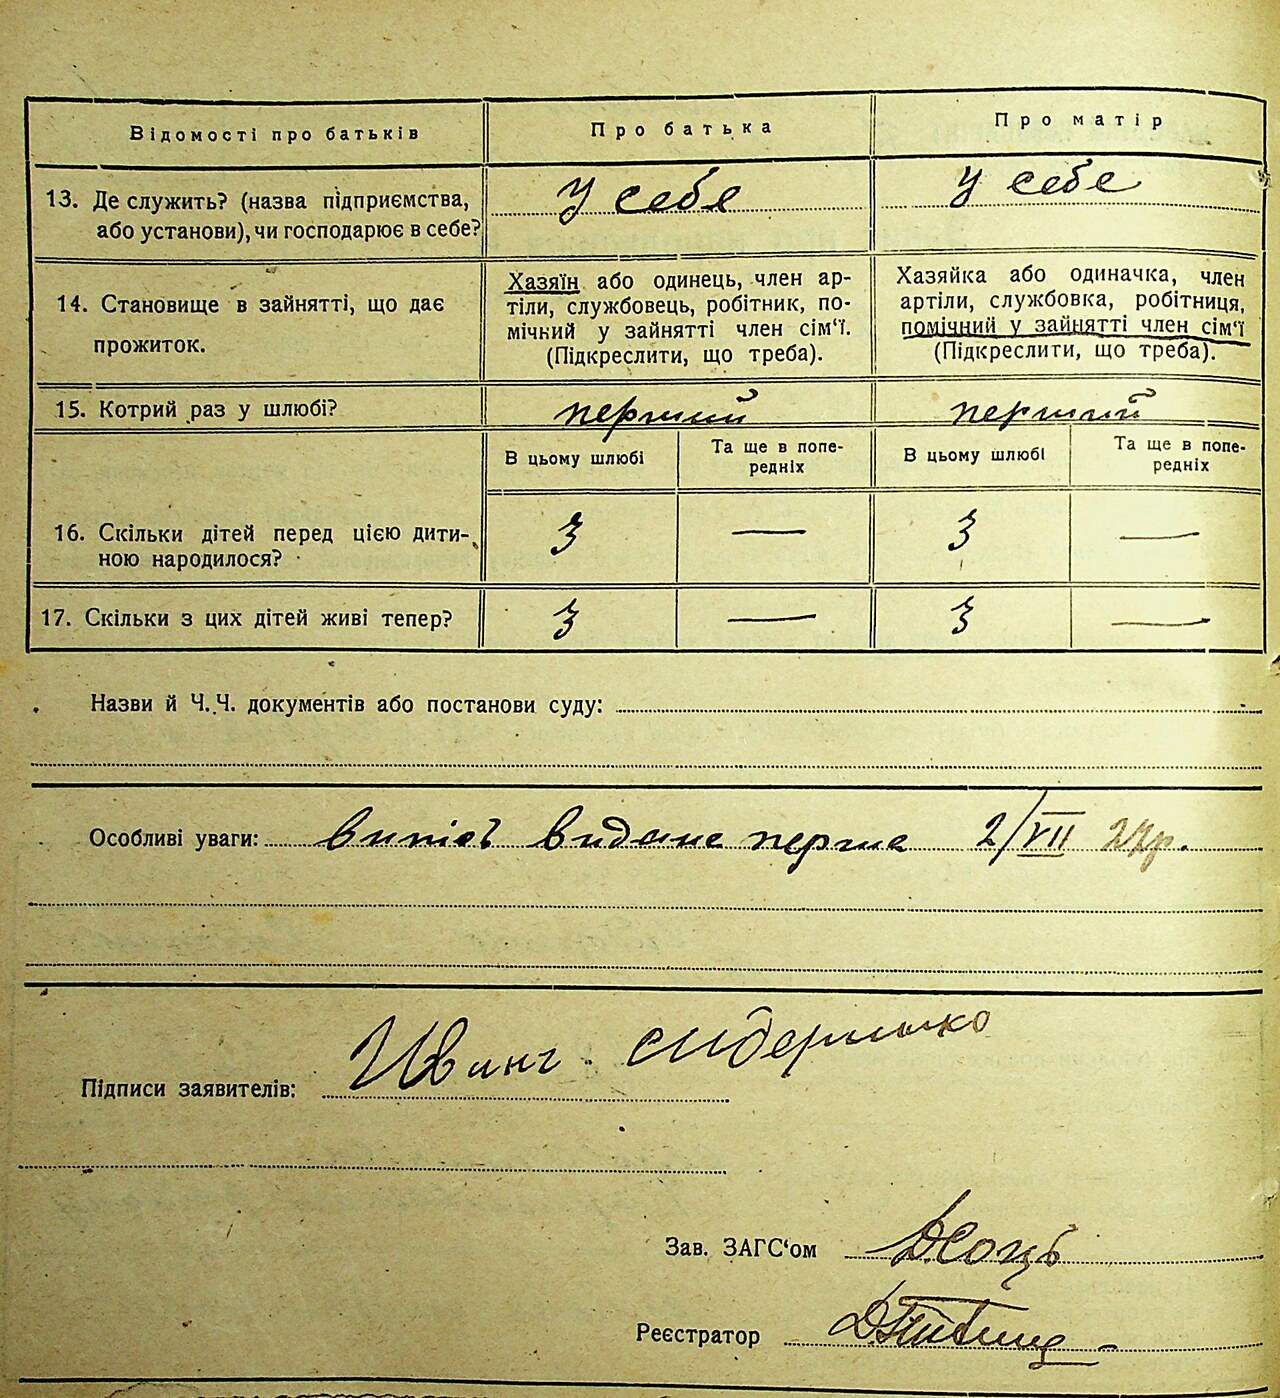 Відомості про батьків Про батька Про матір
13. Де служить? (назва підприємства, У себе У себе
або установи), чи господарює в себе?
Хазяїн або одинець, член ар- Хазяйка або одиначка, член
14. Становище в зайнятті, що дає тіли, службовець, робітник, по- артілі, службовка, робітниця,
мічний у зайнятті член сім'ї. помічний у зайнятті член сім'ї
прожиток. (Підкреслити, що треба). (Підкреслити, що треба).
15. Котрий раз у шлюбі? перший перший
В цьому шлюбі Та ще в попе- В цьому шлюбі Та ще в попе-
редніх редніх
16. Скільки дітей перед цією дити- 3 — 3 —
ною народилося?
17. Скільки з цих дітей живі тепер? 3 — 3 —
Назви й Ч.Ч. документів або постанови суду:
Особливі уваги: видане перше 2/VII
Підписи заявителів:
Зав. ЗАГС'ом
Реєстратор